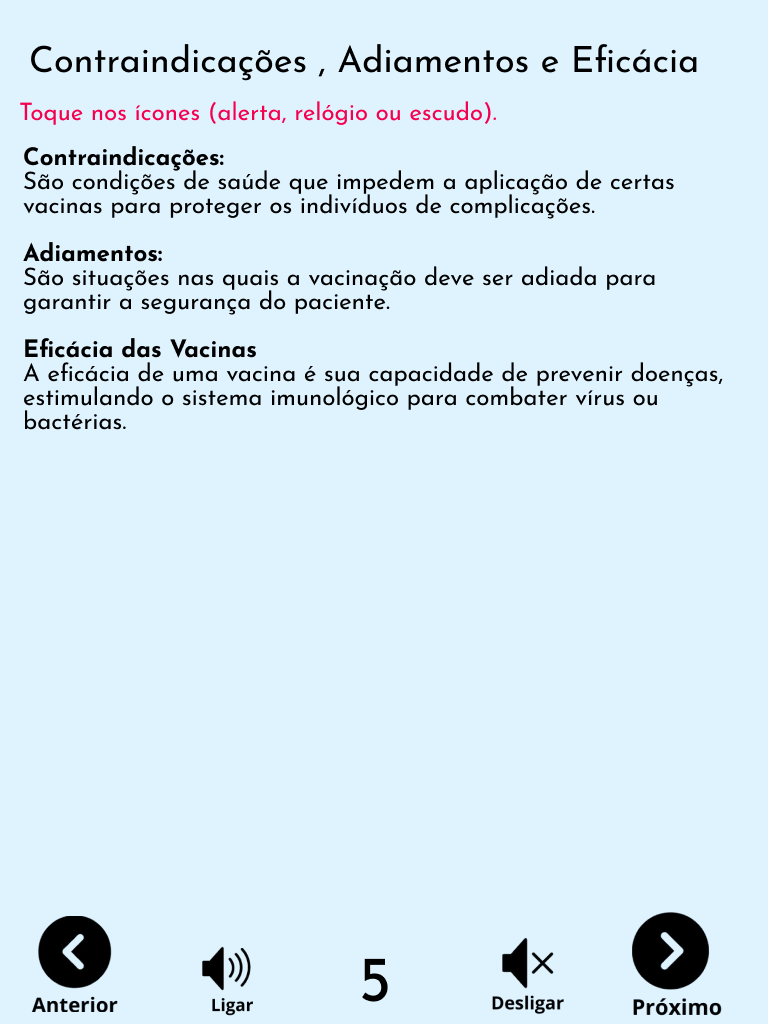 Contraindicações , Adiamentos e Eficácia
Toque nos ícones (alerta, relógio ou escudo).
Contraindicações:
São condições de saúde que impedem a aplicação de certas
vacinas para proteger os indivíduos de complicações.
Adiamentos:
São situações nas quais a vacinação deve ser adiada para
garantir a segurança do paciente.
Eficácia das Vacinas
A eficácia de uma vacina é sua capacidade de prevenir doenças,
estimulando o sistema imunológico para combater vírus ou
bactérias.
Anterior
Ligar
5
Desligar
Próximo